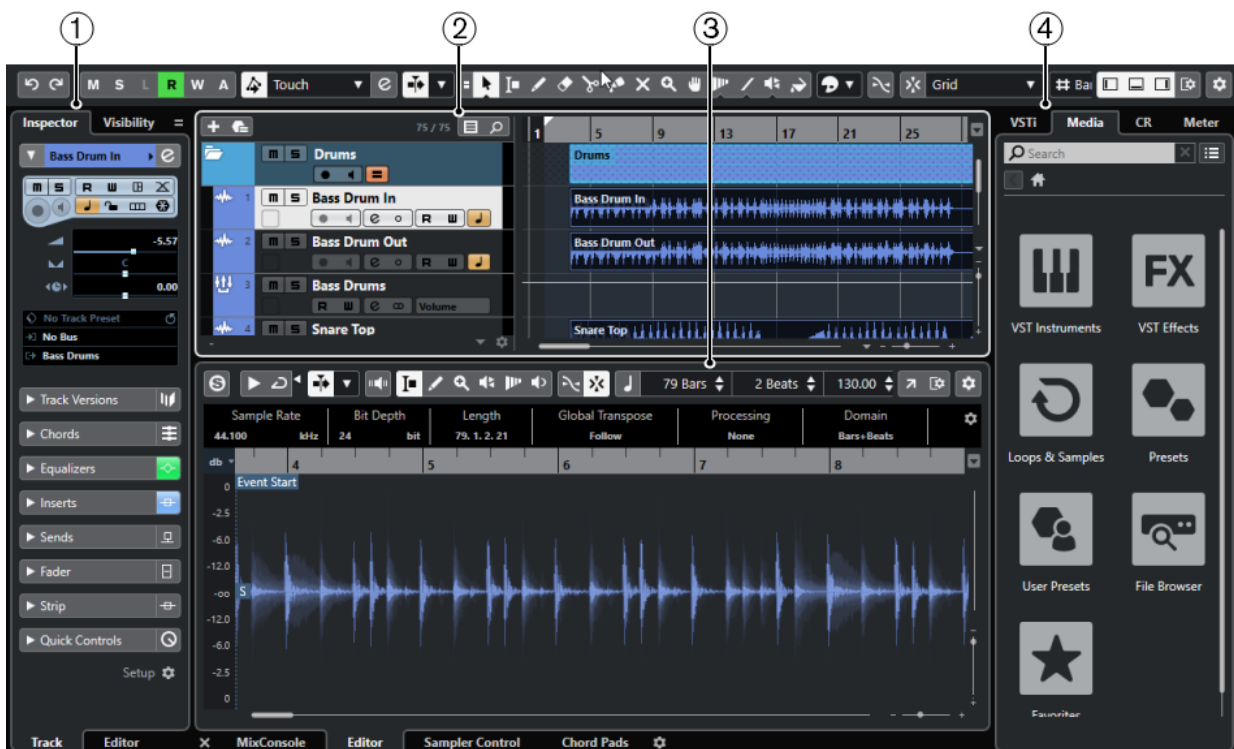 1 2 3 4
M S L R W A Touch Grid Ba
Inspector Visibility
75 / 75
1 5 9 13 17 21 25
VSTi Media CR Meter
Bass Drum In
m S Drums
Drums
Search
m S R W
1 m S Bass Drum In
R W
Bass Drum In
-5.57
2 m S Bass Drum Out
R W
Bass Drum Out
C
0.00
3 m S Bass Drums
R W Volume
No Track Preset
No Bus
Bass Drums
4 m S Snare Top
Snare Top
VST Instruments
FX
VST Effects
79 Bars 2 Beats 130.00
Track Versions
Chords
Equalizers
Inserts
Sends
Fader
Strip
Quick Controls
Setup
Sample Rate Bit Depth Length Global Transpose Processing Domain
44.100 kHz 24 bit 79. 1. 2. 21 Follow None Bars+Beats
db 4 5 6 7 8
Event Start
0
-2.5
-6.0
-12.0
-oo S
-12.0
-6.0
-2.5
0
Loops & Samples
Presets
User Presets
File Browser
Favorites
Track Editor
MixConsole Editor Sampler Control Chord Pads